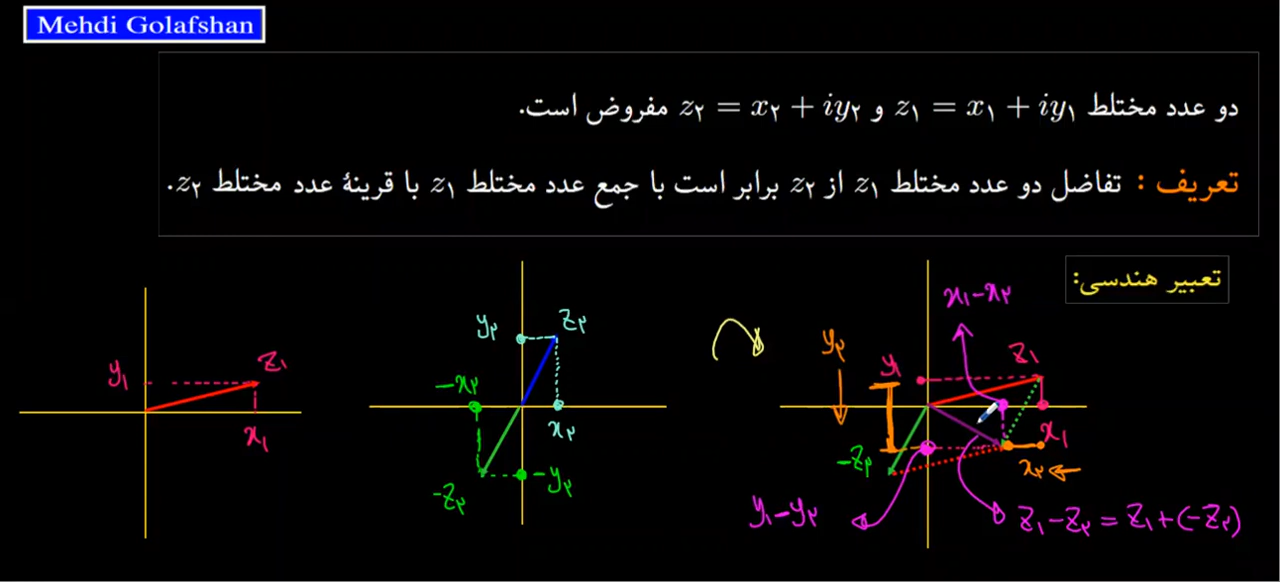 Mehdi Golafshan
دو عدد مختلط z۱ = x۱ + iy۱ و z۲ = x۲ + iy۲ مفروض است.
تعریف : تفاضل دو عدد مختلط z۱ از z۲ برابر است با جمع عدد مختلط z۱ با قرینهٔ عدد مختلط z۲.
تعبیر هندسی:
y۱
z۱
x۱
y۲
z۲
-x۲
x۲
-z۲
-y۲
x۱-x۲
y۲
y۱
z۱
-z۲
x۱
x۲
y۱-y۲
z۱-z۲=z۱+(-z۲)